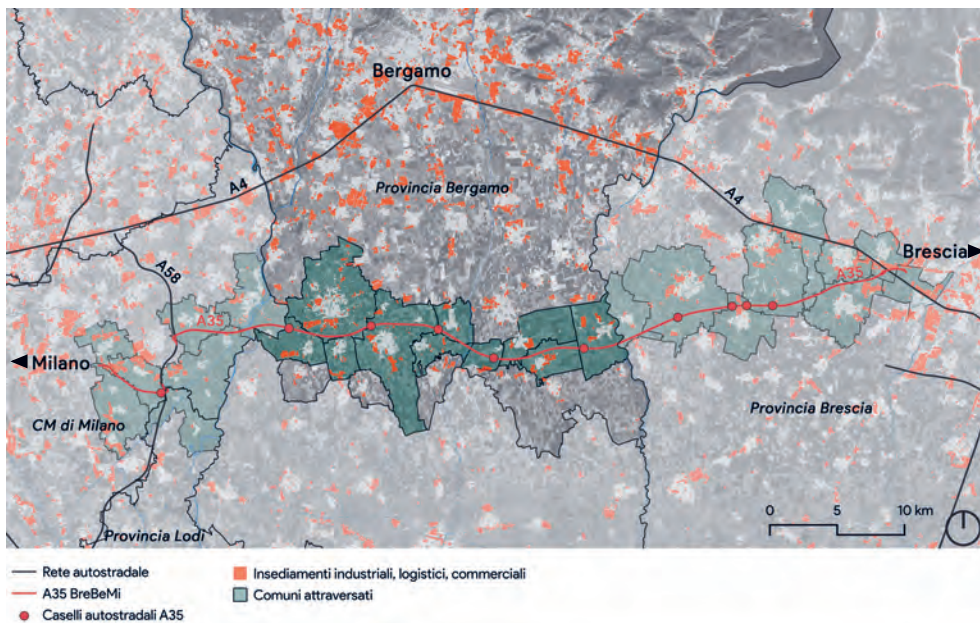 Bergamo
Provincia Bergamo
A4
A4
A58
Brescia
A35
A35
Milano
CM di Milano
Provincia Brescia
Provincia Lodi
0 5 10 km
Rete autostradale
A35 BreBeMi
Caselli autostradali A35
Insediamenti industriali, logistici, commerciali
Comuni attraversati